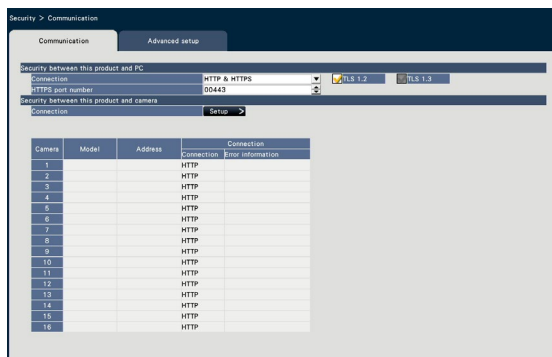 Security > Communication
Communication Advanced setup
Security between this product and PC
Connection HTTP & HTTPS TLS 1.2 TLS 1.3
HTTPS port number 00443
Security between this product and camera
Connection Setup >
Connection
Camera Model Address
Connection Error information
1 HTTP
2 HTTP
3 HTTP
4 HTTP
5 HTTP
6 HTTP
7 HTTP
8 HTTP
9 HTTP
10 HTTP
11 HTTP
12 HTTP
13 HTTP
14 HTTP
15 HTTP
16 HTTP